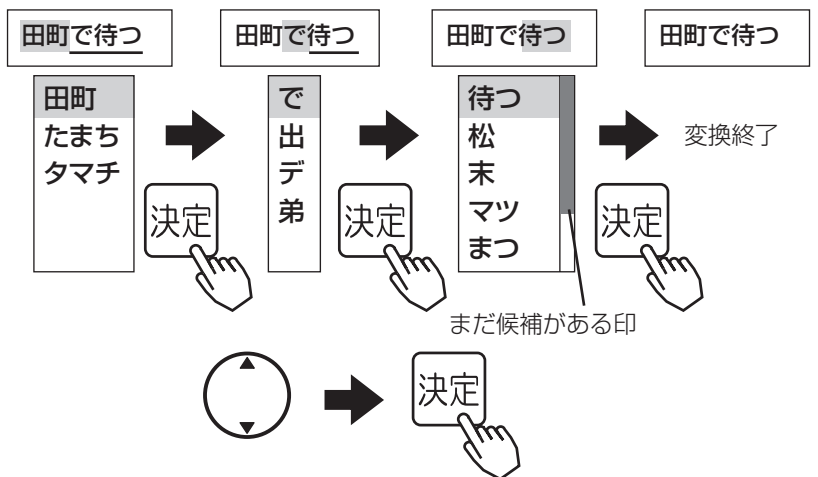 田町で待つ
田町で待つ
田町で待つ
田町で待つ
田町
たまち
タマチ
決定
で
出
デ
弟
決定
待つ
松
末
マツ
まつ
決定
変換終了
まだ候補がある印
決定